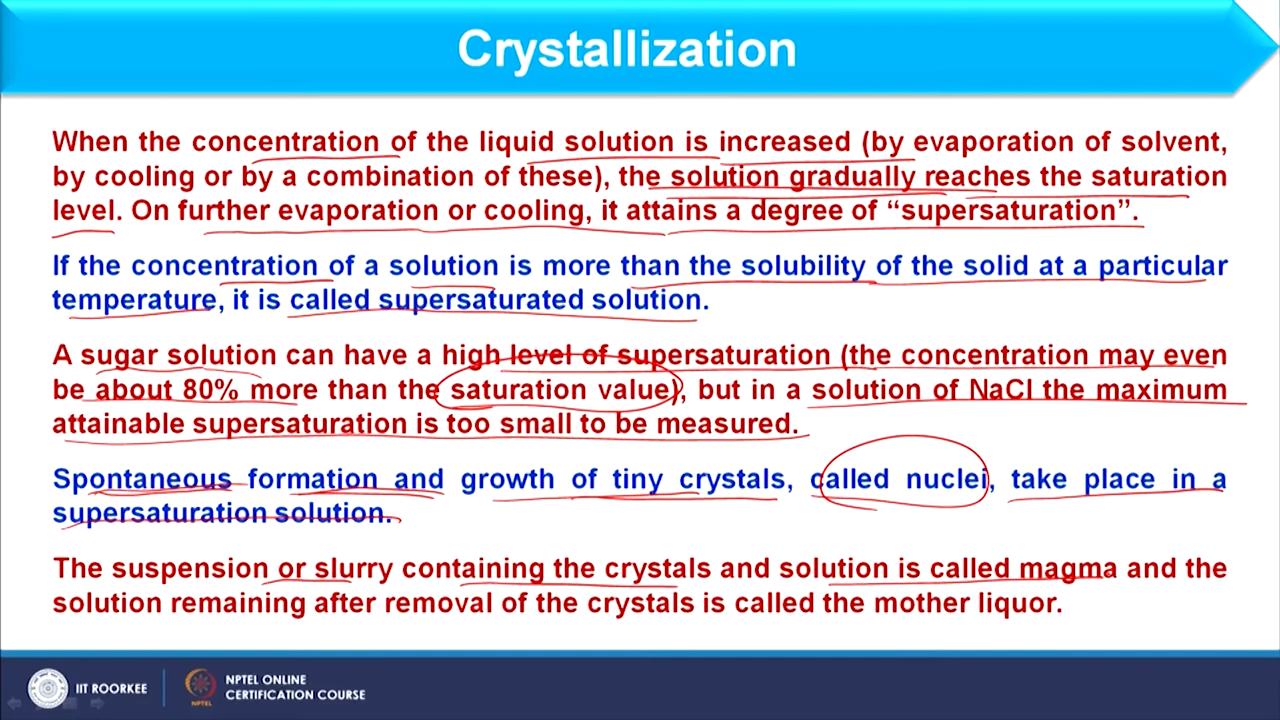 Crystallization
When the concentration of the liquid solution is increased (by evaporation of solvent,
by cooling or by a combination of these), the solution gradually reaches the saturation
level. On further evaporation or cooling, it attains a degree of “supersaturation”.
If the concentration of a solution is more than the solubility of the solid at a particular
temperature, it is called supersaturated solution.
A sugar solution can have a high level of supersaturation (the concentration may even
be about 80% more than the saturation value), but in a solution of NaCl the maximum
attainable supersaturation is too small to be measured.
Spontaneous formation and growth of tiny crystals, called nuclei, take place in a
supersaturation solution.
The suspension or slurry containing the crystals and solution is called magma and the
solution remaining after removal of the crystals is called the mother liquor.
IIT ROORKEE
NPTEL
NPTEL ONLINE
CERTIFICATION COURSE